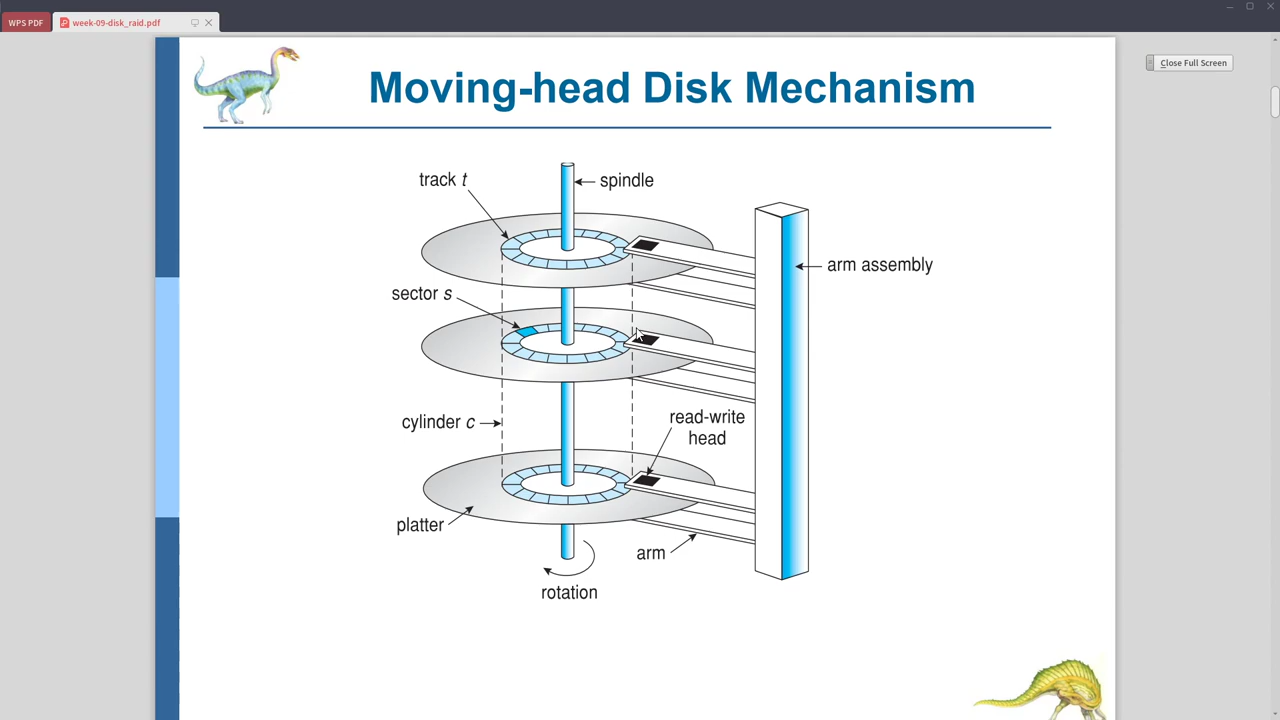 WPS PDF
week-09-disk_raid.pdf
Close Full Screen
Moving-head Disk Mechanism
track t
spindle
arm assembly
sector s
cylinder c
read-write
head
platter
arm
rotation